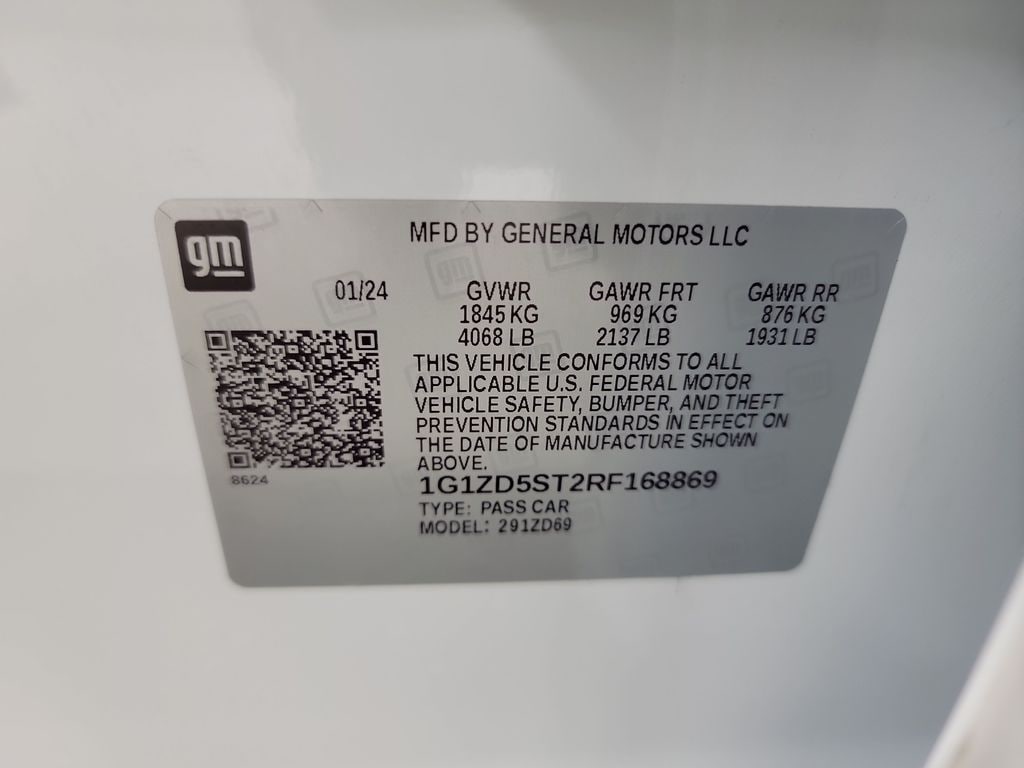 gm
MFD BY GENERAL MOTORS LLC
01/24 GVWR GAWR FRT GAWR RR
1845 KG 969 KG 876 KG
4068 LB 2137 LB 1931 LB
THIS VEHICLE CONFORMS TO ALL
APPLICABLE U.S. FEDERAL MOTOR
VEHICLE SAFETY, BUMPER, AND THEFT
PREVENTION STANDARDS IN EFFECT ON
THE DATE OF MANUFACTURE SHOWN
ABOVE.
8624
1G1ZD5ST2RF168869
TYPE: PASS CAR
MODEL: 291ZD69